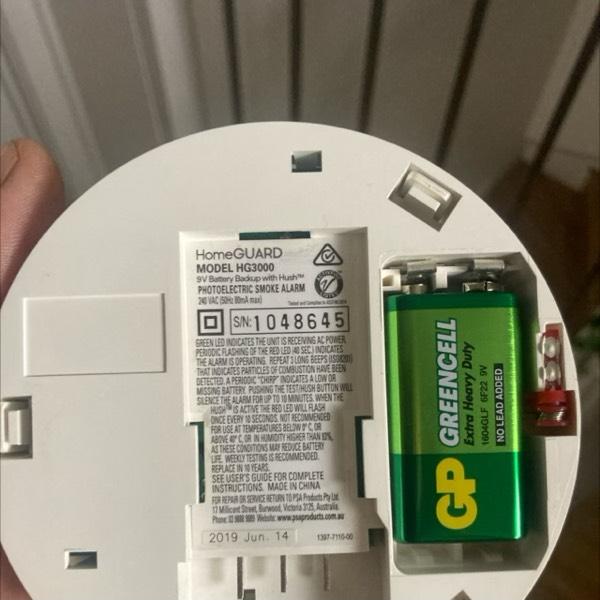 HomeGUARD
MODEL HG3000
9V Battery Backup with Hush™
PHOTOELECTRIC SMOKE ALARM
240 VAC (50Hz 80mA max)
S/N: 1048645
GREEN LED INDICATES THE UNIT IS RECEIVING AC POWER,
PERIODIC FLASHING OF THE RED LED (40 SEC.) INDICATES
THE ALARM IS OPERATING. REPEAT 3 LONG BEEPS (ISO8201)
THAT INDICATES PARTICLES OF COMBUSTION HAVE BEEN
DETECTED. A PERIODIC "CHIRP" INDICATES A LOW OR
MISSING BATTERY. PUSHING THE TEST/HUSH BUTTON WILL
SILENCE THE ALARM FOR UP TO 10 MINUTES. WHEN THE
HUSH™ IS ACTIVE THE RED LED WILL FLASH
ONCE EVERY 10 SECONDS. NOT RECOMMENDED
FOR USE AT TEMPERATURES BELOW 0° C, OR
ABOVE 40° C, OR IN HUMIDITY HIGHER THAN 93%,
AS THESE CONDITIONS MAY REDUCE BATTERY
LIFE. WEEKLY TESTING IS RECOMMENDED.
REPLACE IN 10 YEARS.
SEE USER'S GUIDE FOR COMPLETE
INSTRUCTIONS. MADE IN CHINA
FOR REPAIR OR SERVICE RETURN TO PSA Products Pty Ltd.
17 Millicent Street, Burwood, Victoria 3125, Australia.
Website: www.psaproducts.com.au
2019 Jun. 14
1397-7110-00
GP GREENCELL
Extra Heavy Duty
1604GLF 6F22 9V
NO LEAD ADDED